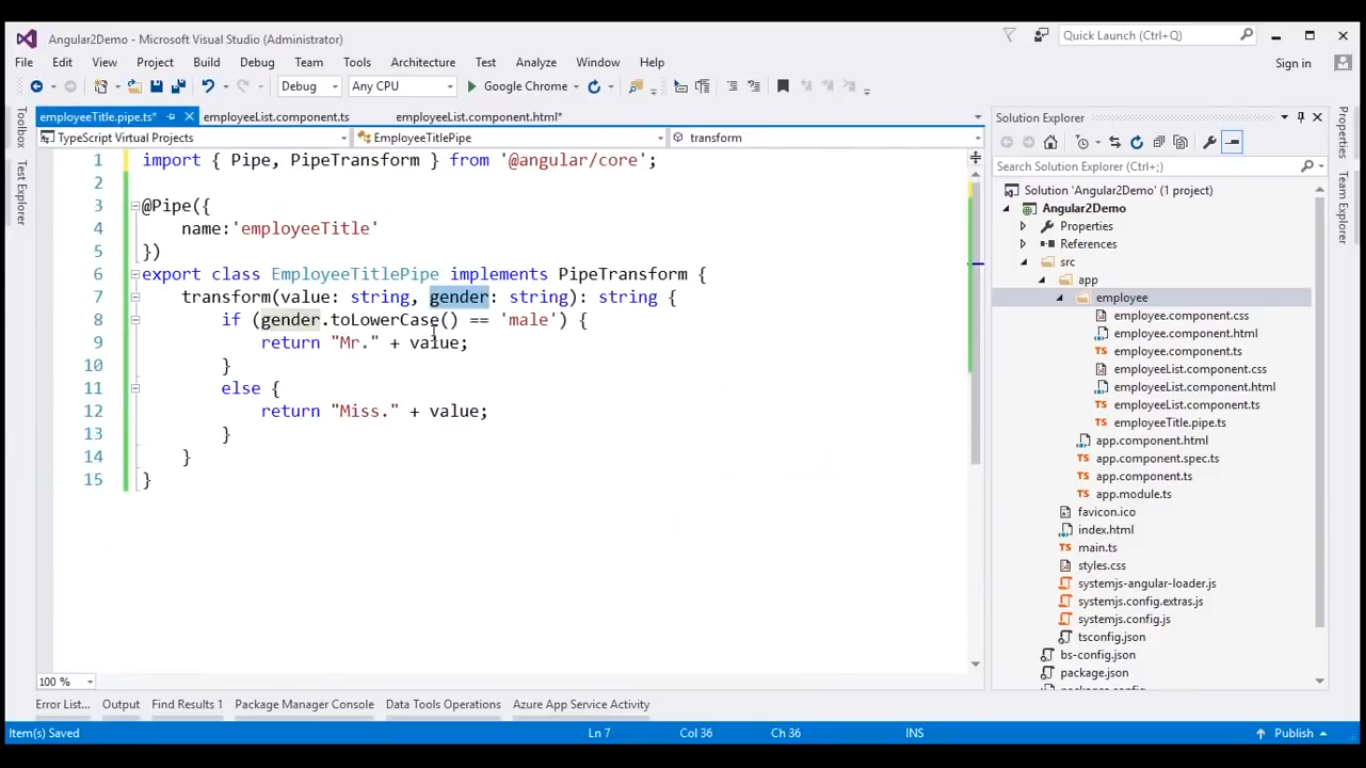 Angular2Demo - Microsoft Visual Studio (Administrator)
Quick Launch (Ctrl+Q)
File Edit View Project Build Debug Team Tools Architecture Test Analyze Window Help
Sign in
Debug Any CPU Google Chrome
Toolbox
Test Explorer
employeeTitle.pipe.ts* employeeList.component.ts employeeList.component.html*
TypeScript Virtual Projects EmployeeTitlePipe transform
1 import { Pipe, PipeTransform } from '@angular/core';
2
3 @Pipe({
4 name:'employeeTitle'
5 })
6 export class EmployeeTitlePipe implements PipeTransform {
7 transform(value: string, gender: string): string {
8 if (gender.toLowerCase() == 'male') {
9 return "Mr." + value;
10 }
11 else {
12 return "Miss." + value;
13 }
14 }
15 }
100 %
Solution Explorer
Search Solution Explorer (Ctrl+;)
Solution 'Angular2Demo' (1 project)
Angular2Demo
Properties
References
src
app
employee
employee.component.css
employee.component.html
TS employee.component.ts
employeeList.component.css
employeeList.component.html
TS employeeList.component.ts
TS employeeTitle.pipe.ts
app.component.html
TS app.component.spec.ts
TS app.component.ts
TS app.module.ts
favicon.ico
index.html
TS main.ts
styles.css
systemjs-angular-loader.js
systemjs.config.extras.js
systemjs.config.js
tsconfig.json
bs-config.json
package.json
Properties
Team Explorer
Error List... Output Find Results 1 Package Manager Console Data Tools Operations Azure App Service Activity
Item(s) Saved Ln 7 Col 36 Ch 36 INS Publish